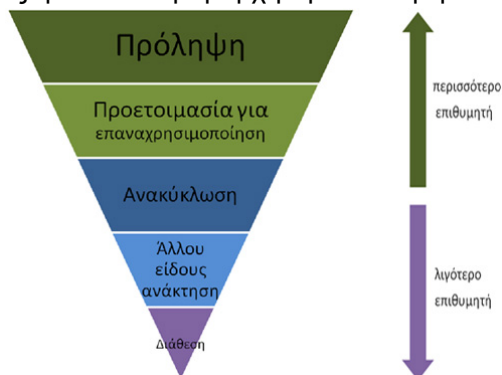 Πρόληψη
Προετοιμασία για
επαναχρησιμοποίηση
Ανακύκλωση
Άλλου
είδους
ανάκτηση
Διάθεση
περισσότερο
επιθυμητή
λιγότερο
επιθυμητή